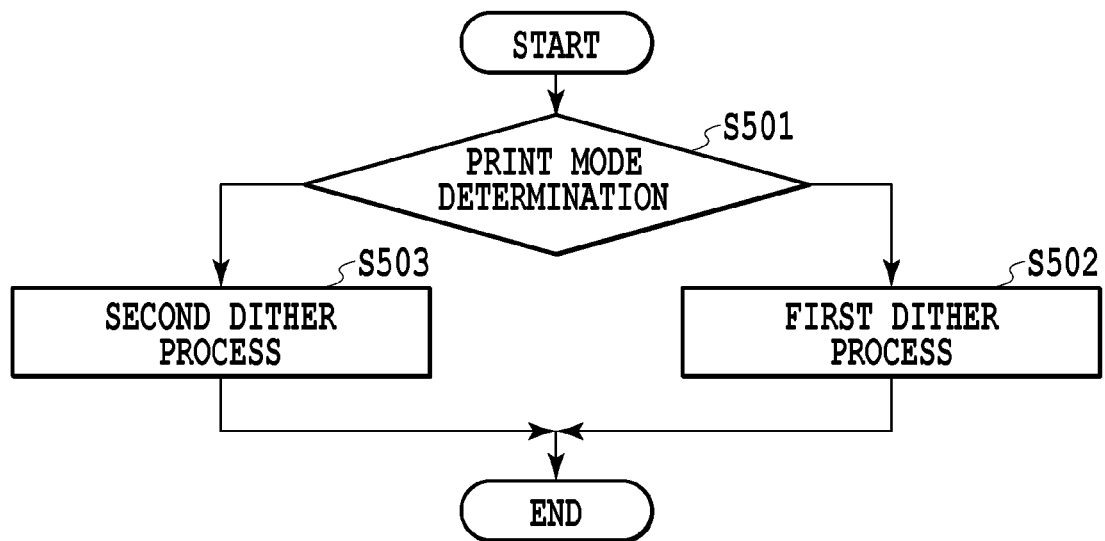 START
S501
PRINT MODE
DETERMINATION
S503
SECOND DITHER
PROCESS
S502
FIRST DITHER
PROCESS
END